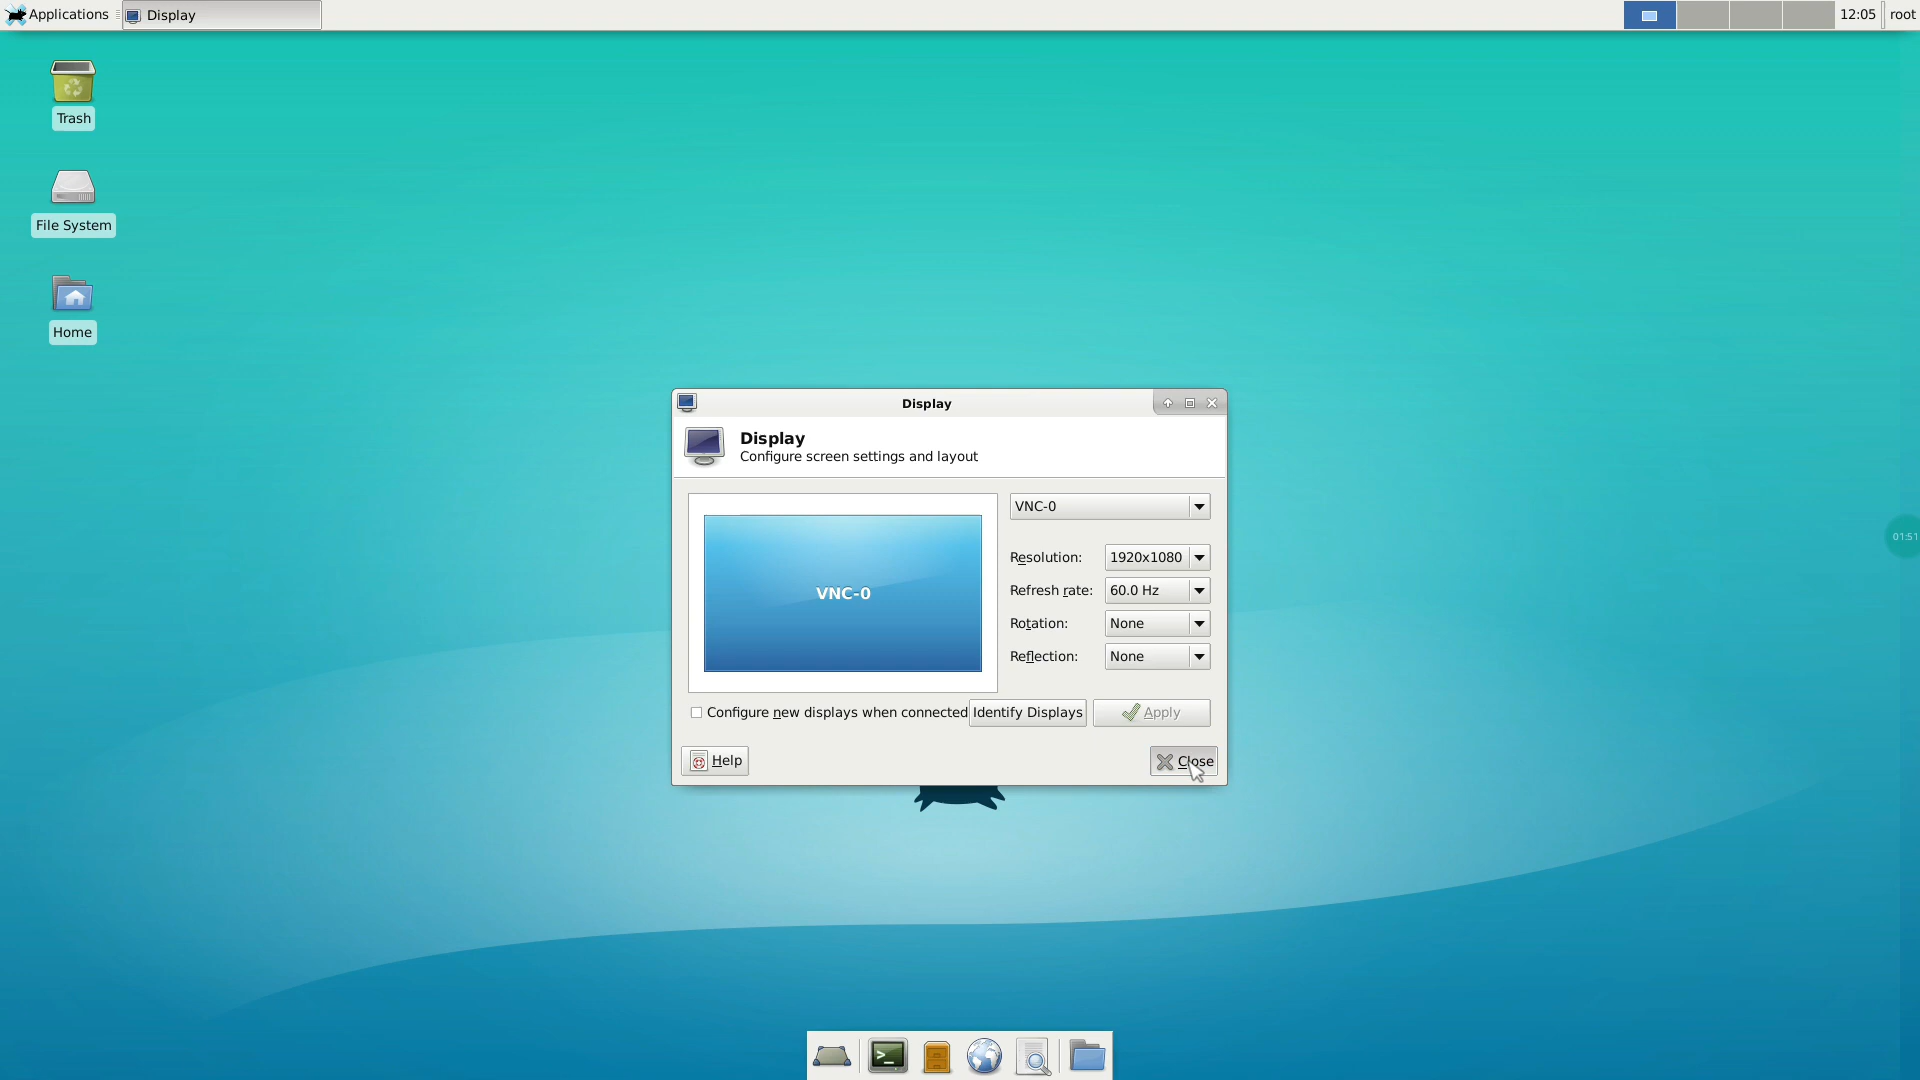 Applications
Display
12:05
root
Trash
File System
Home
Display
Display
Configure screen settings and layout
VNC-0
VNC-0
Resolution:
1920x1080
Refresh rate:
60.0 Hz
Rotation:
None
Reflection:
None
Configure new displays when connected
Identify Displays
Apply
Help
Close
01:51